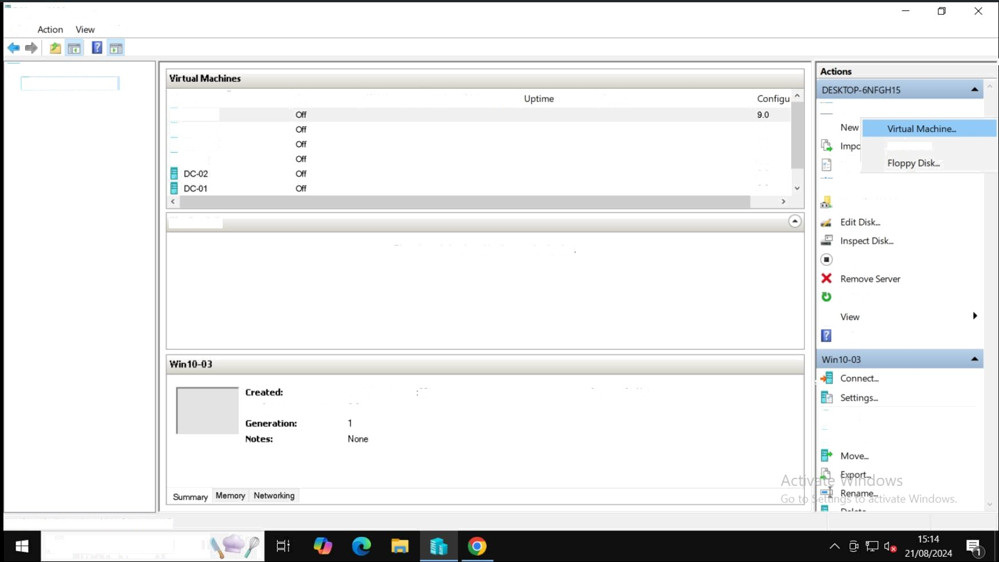 Action View
Virtual Machines
Uptime Configu
Off 9.0
Off
Off
Off
DC-02 Off
DC-01 Off
Win10-03
Created: :
Generation: 1
Notes: None
Summary Memory Networking
Actions
DESKTOP-6NFGH15
New
Virtual Machine...
Impo
Floppy Disk...
Edit Disk...
Inspect Disk...
Remove Server
View
Win10-03
Connect...
Settings...
Move...
Export...
Rename...
Delete...
Activate Windows
Go to Settings to activate Windows.
15:14
21/08/2024
1